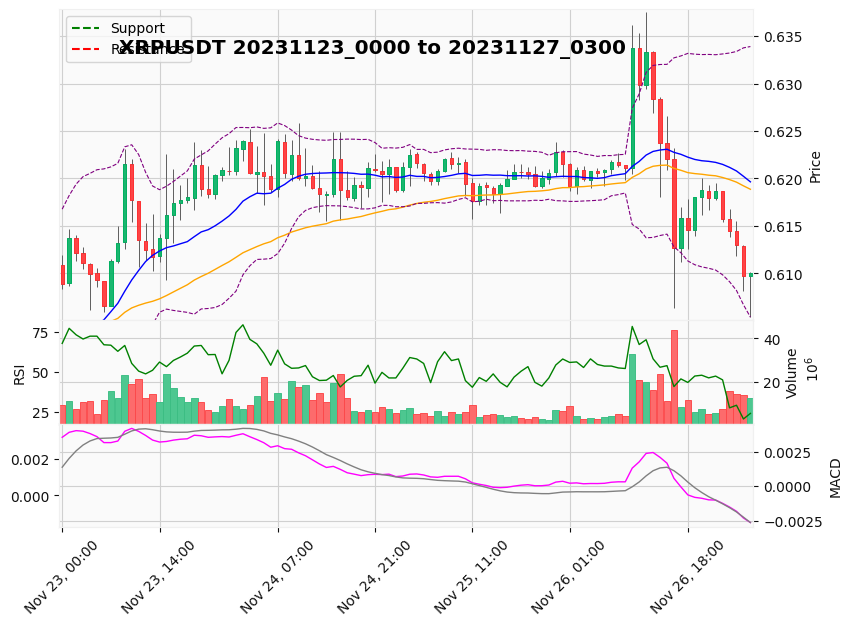 Support
Resistance
XRPUSDT 20231123_0000 to 20231127_0300
0.635
0.630
0.625
0.620
0.615
0.610
Price
75
50
25
RSI
40
20
Volume
10^6
0.002
0.000
0.0025
0.0000
−0.0025
MACD
Nov 23, 00:00
Nov 23, 14:00
Nov 24, 07:00
Nov 24, 21:00
Nov 25, 11:00
Nov 26, 01:00
Nov 26, 18:00